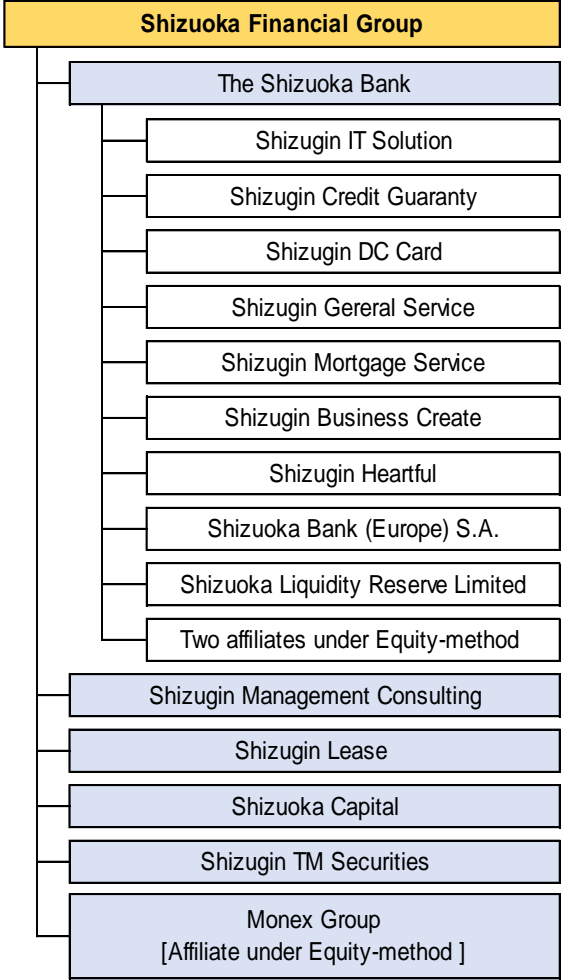 Shizuoka Financial Group
The Shizuoka Bank
Shizugin IT Solution
Shizugin Credit Guaranty
Shizugin DC Card
Shizugin Gereral Service
Shizugin Mortgage Service
Shizugin Business Create
Shizugin Heartful
Shizuoka Bank (Europe) S.A.
Shizuoka Liquidity Reserve Limited
Two affiliates under Equity-method
Shizugin Management Consulting
Shizugin Lease
Shizuoka Capital
Shizugin TM Securities
Monex Group
[Affiliate under Equity-method ]